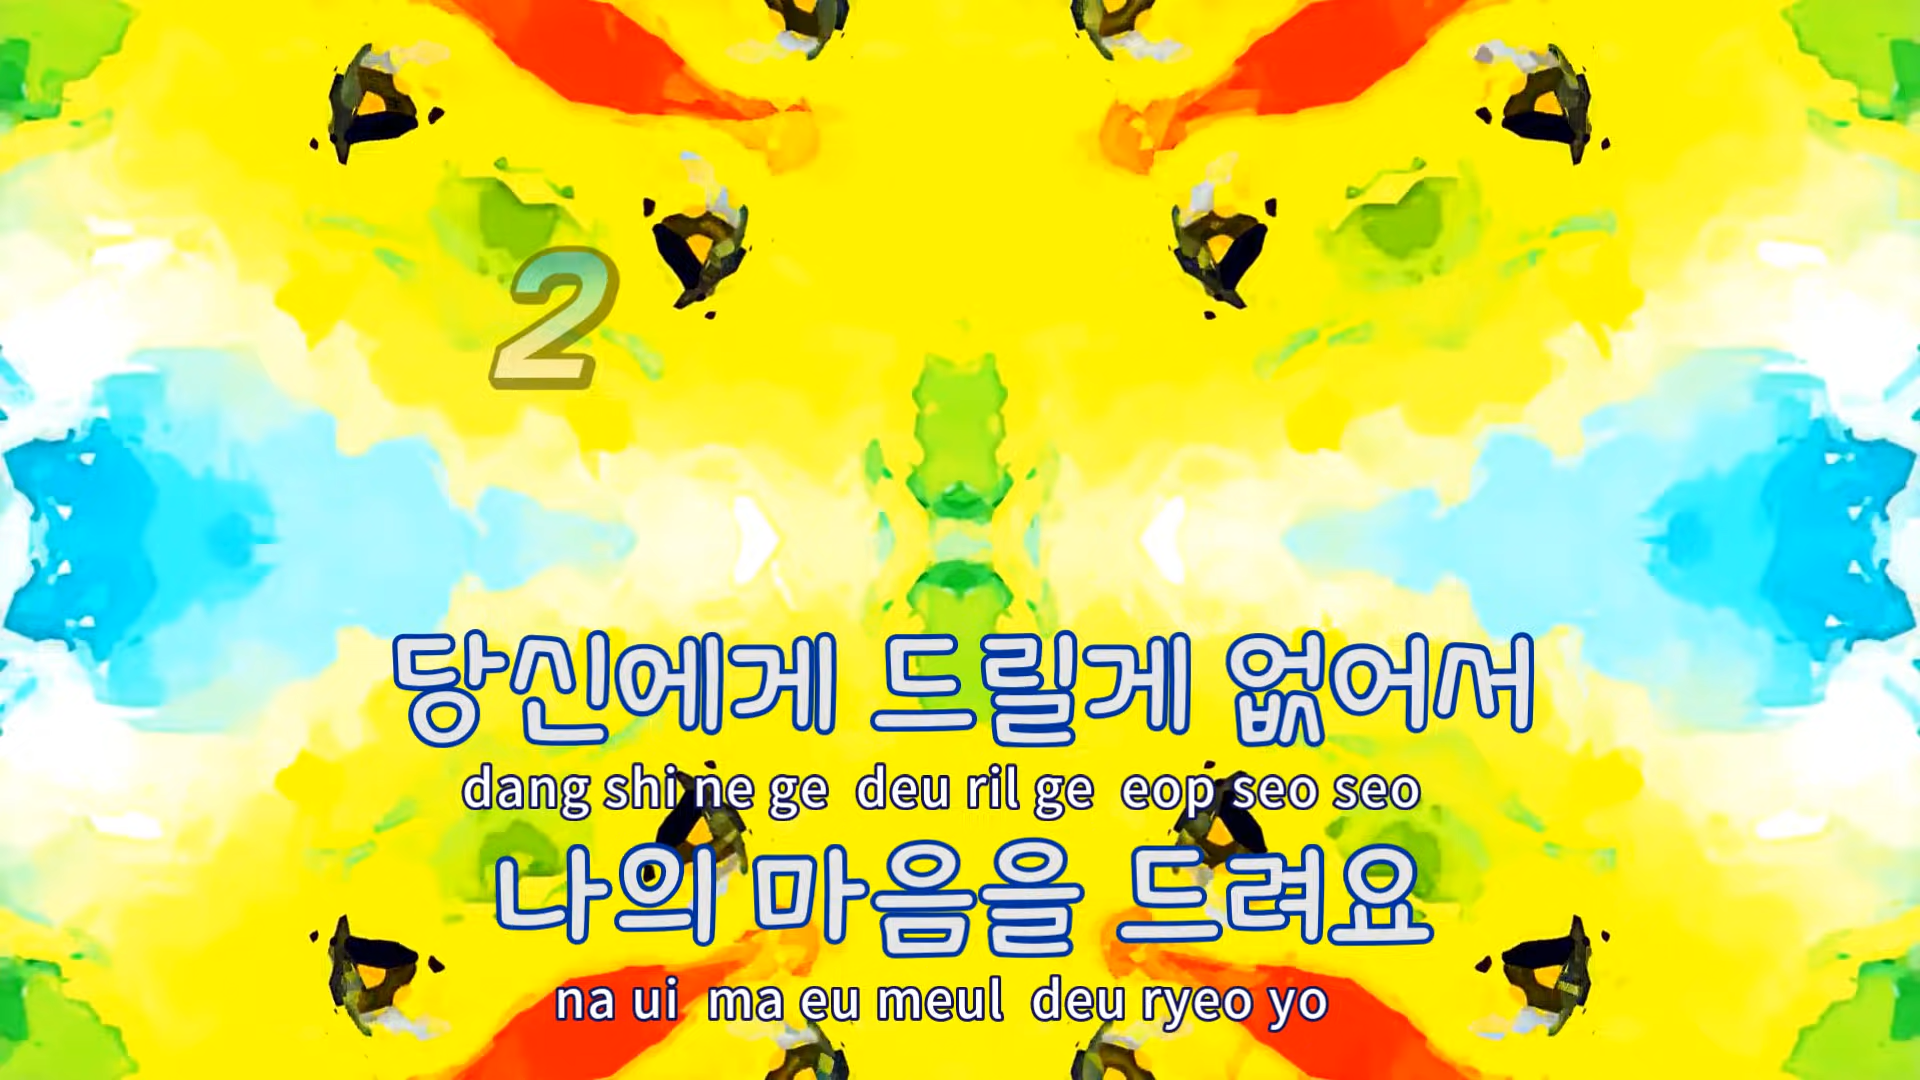 2
당신에게 드릴게 없어서
dang shi ne ge deu ril ge eop seo seo
나의 마음을 드려요
na ui ma eu meul deu ryeo yo